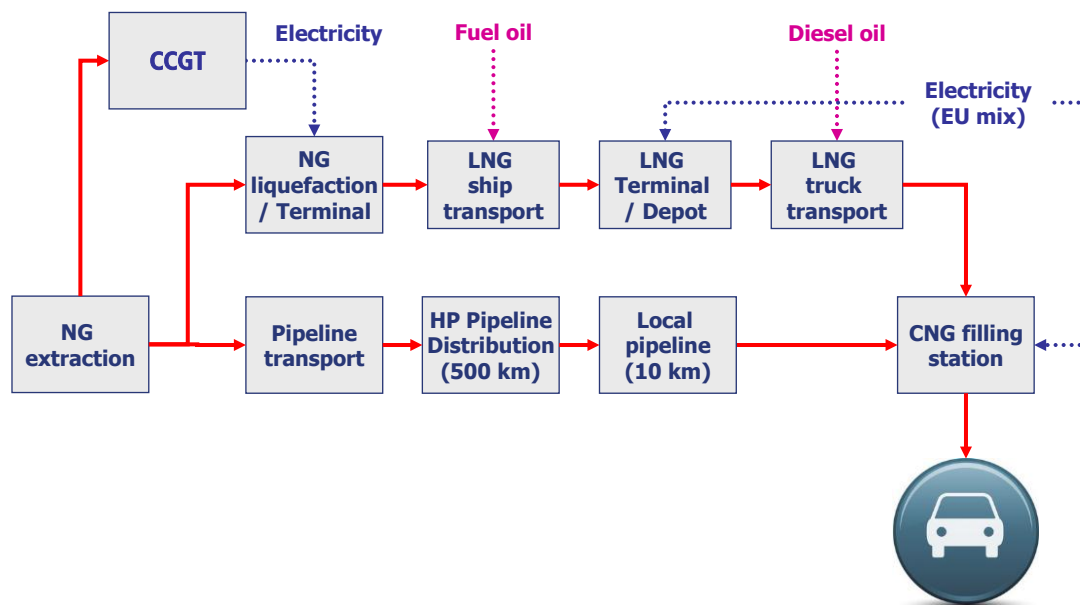 CCGT
Electricity
Fuel oil
Diesel oil
Electricity
(EU mix)
NG
liquefaction
/ Terminal
LNG
ship
transport
LNG
Terminal
/ Depot
LNG
truck
transport
NG
extraction
Pipeline
transport
HP Pipeline
Distribution
(500 km)
Local
pipeline
(10 km)
CNG filling
station